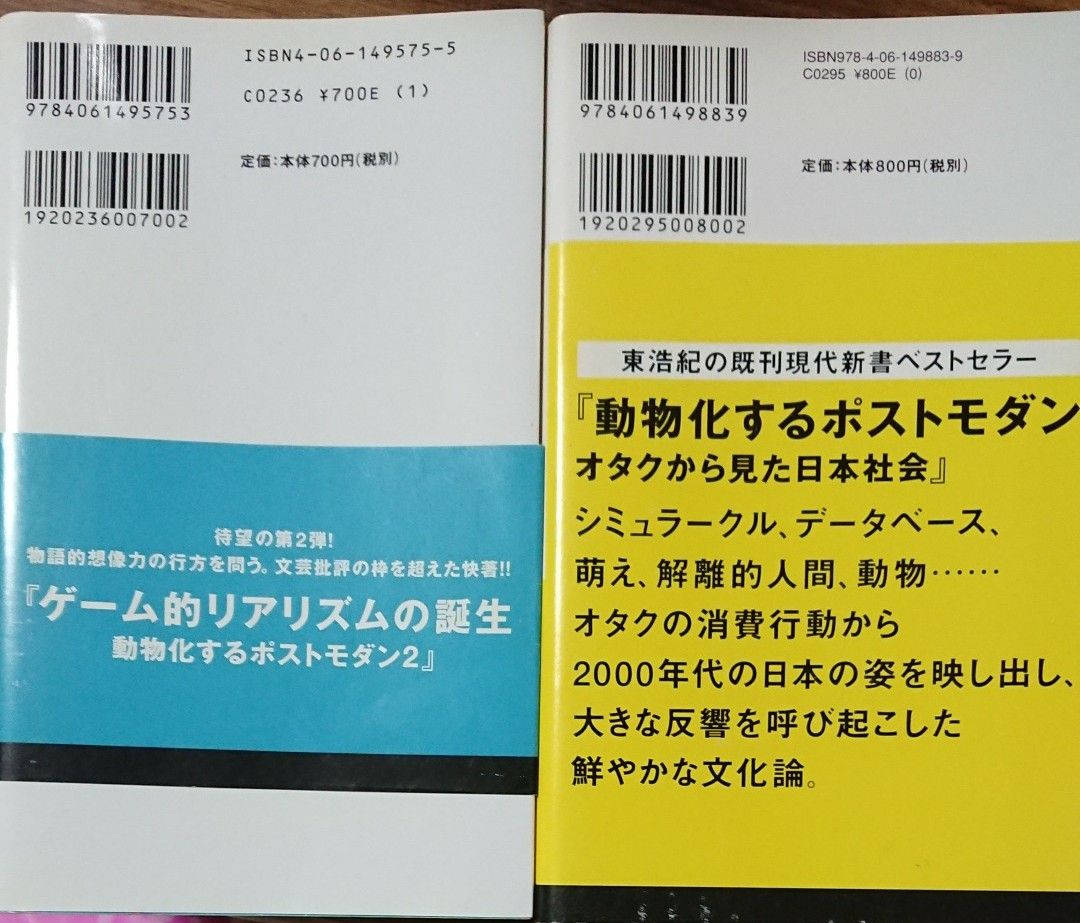 ISBN4-06-149575-5
C0236 ¥700E (1)
9784061495753
定価:本体700円(税別)
1920236007002
待望の第2弾!
物語的想像力の行方を問う。文芸批評の枠を超えた快著!!
『ゲーム的リアリズムの誕生
動物化するポストモダン2』
ISBN978-4-06-149883-9
C0295 ¥800E (0)
9784061498839
定価:本体800円(税別)
1920295008002
東浩紀の既刊現代新書ベストセラー
『動物化するポストモダン
オタクから見た日本社会』
シミュラークル、データベース、
萌え、解離的人間、動物……
オタクの消費行動から
2000年代の日本の姿を映し出し、
大きな反響を呼び起こした
鮮やかな文化論。